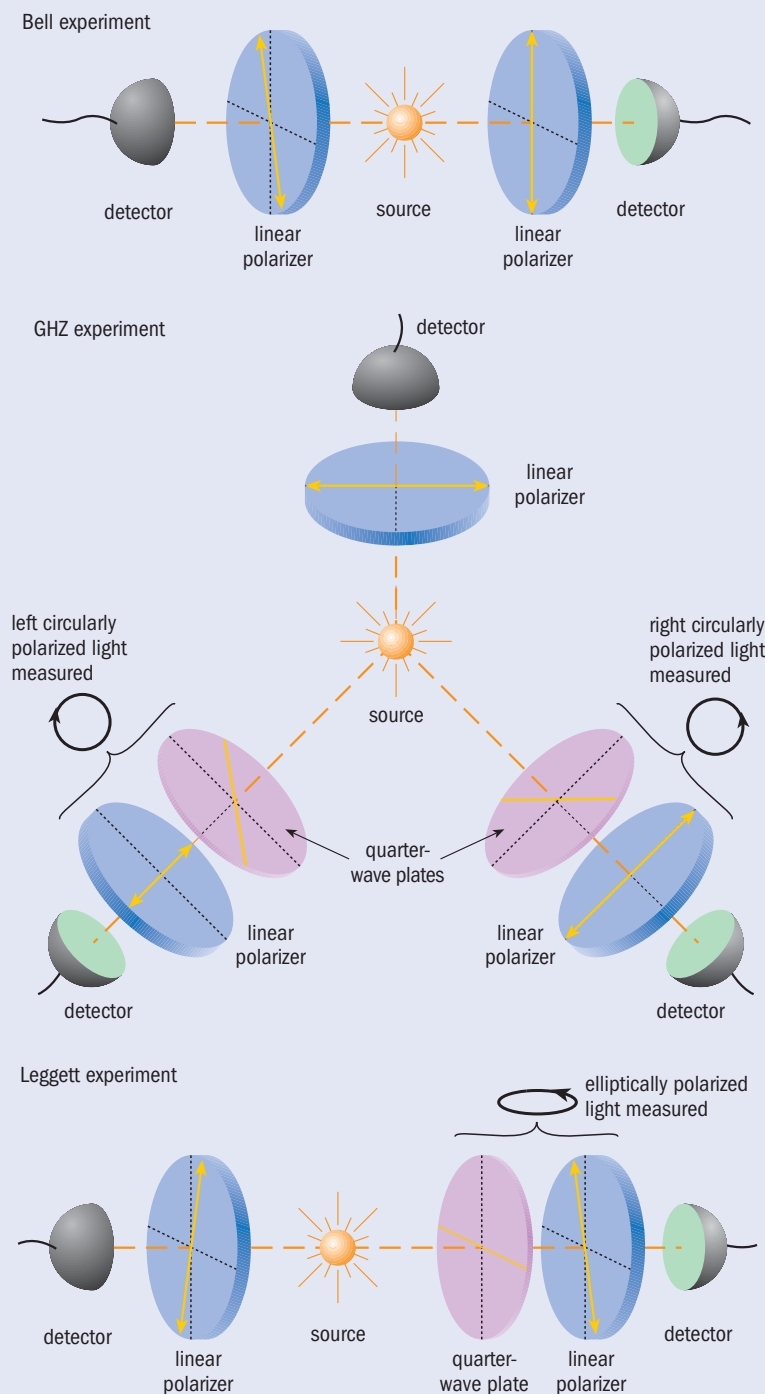 Bell experiment
detector
linear
polarizer
source
linear
polarizer
detector
GHZ experiment
detector
linear
polarizer
left circularly
polarized light
measured
right circularly
polarized light
measured
source
quarter-
wave plates
linear
polarizer
linear
polarizer
detector
detector
Leggett experiment
elliptically polarized
light measured
detector
linear
polarizer
source
quarter-
wave plate
linear
polarizer
detector